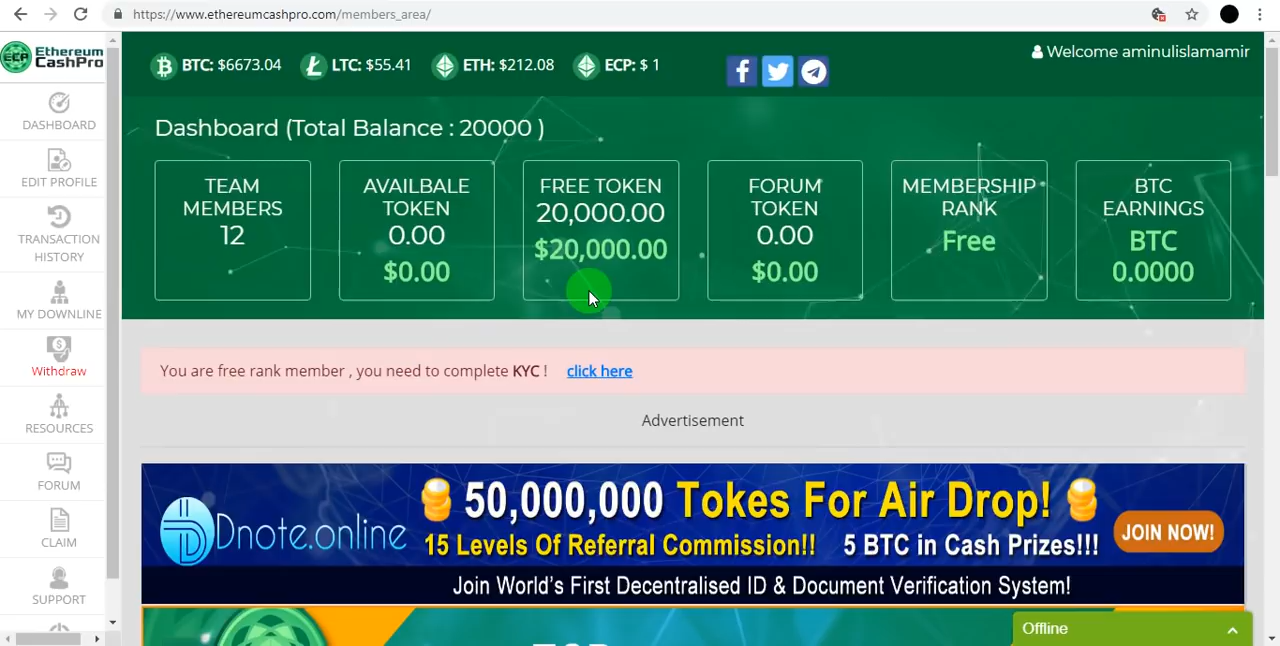 https://www.ethereumcashpro.com/members_area/
ECP Ethereum
CashPro
BTC: $6673.04
LTC: $55.41
ETH: $212.08
ECP: $ 1
Welcome aminulislamamir
DASHBOARD
EDIT PROFILE
TRANSACTION
HISTORY
MY DOWNLINE
Withdraw
RESOURCES
FORUM
CLAIM
SUPPORT
Dashboard (Total Balance : 20000 )
TEAM
MEMBERS
12
AVAILBALE
TOKEN
0.00
$0.00
FREE TOKEN
20,000.00
$20,000.00
FORUM
TOKEN
0.00
$0.00
MEMBERSHIP
RANK
Free
BTC
EARNINGS
BTC
0.0000
You are free rank member , you need to complete KYC ! click here
Advertisement
Dnote.online
50,000,000 Tokes For Air Drop!
15 Levels Of Referral Commission!! 5 BTC in Cash Prizes!!!
JOIN NOW!
Join World's First Decentralised ID & Document Verification System!
Offline